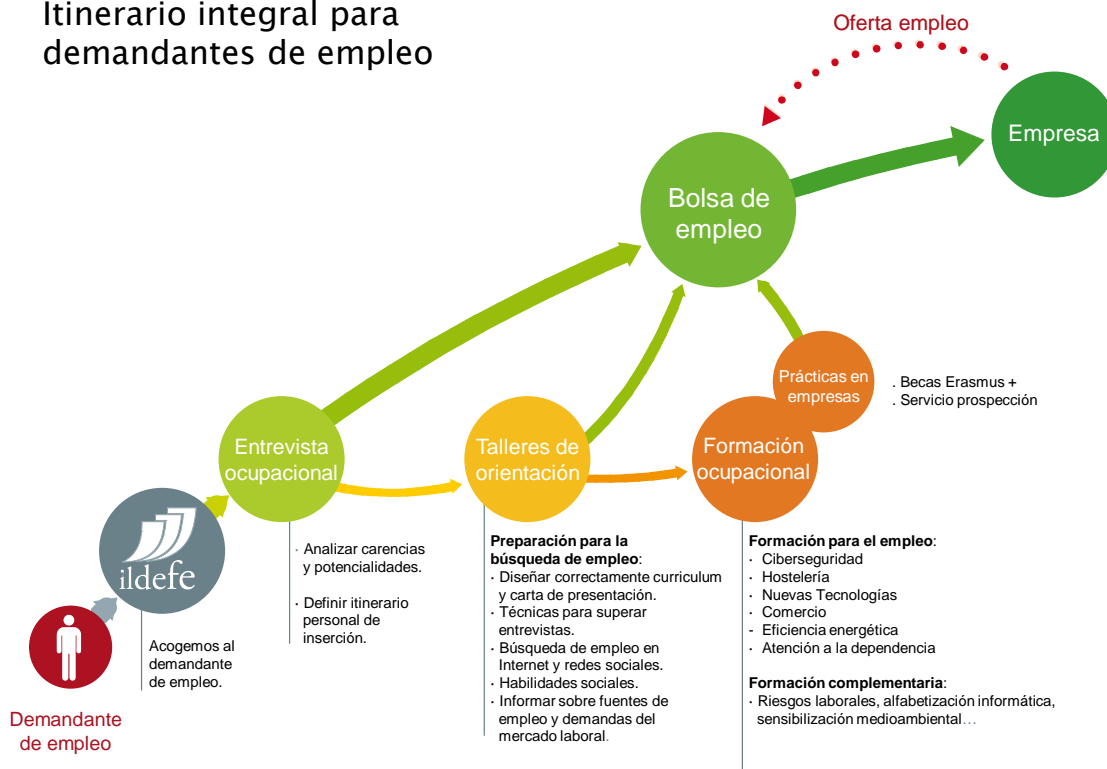 Itinerario integral para
demandantes de empleo
Oferta empleo
Empresa
Bolsa de
empleo
Prácticas en
empresas
. Becas Erasmus +
. Servicio prospección
Entrevista
ocupacional
Talleres de
orientación
Formación
ocupacional
ildefe
Demandante
de empleo
Acogemos al
demandante
de empleo.
· Analizar carencias
y potencialidades.
· Definir itinerario
personal de
inserción.
Preparación para la
búsqueda de empleo:
· Diseñar correctamente curriculum
y carta de presentación.
· Técnicas para superar
entrevistas.
· Búsqueda de empleo en
Internet y redes sociales.
· Habilidades sociales.
· Informar sobre fuentes de
empleo y demandas del
mercado laboral.
Formación para el empleo:
· Ciberseguridad
· Hostelería
· Nuevas Tecnologías
· Comercio
- Eficiencia energética
· Atención a la dependencia
Formación complementaria:
· Riesgos laborales, alfabetización informática,
sensibilización medioambiental…